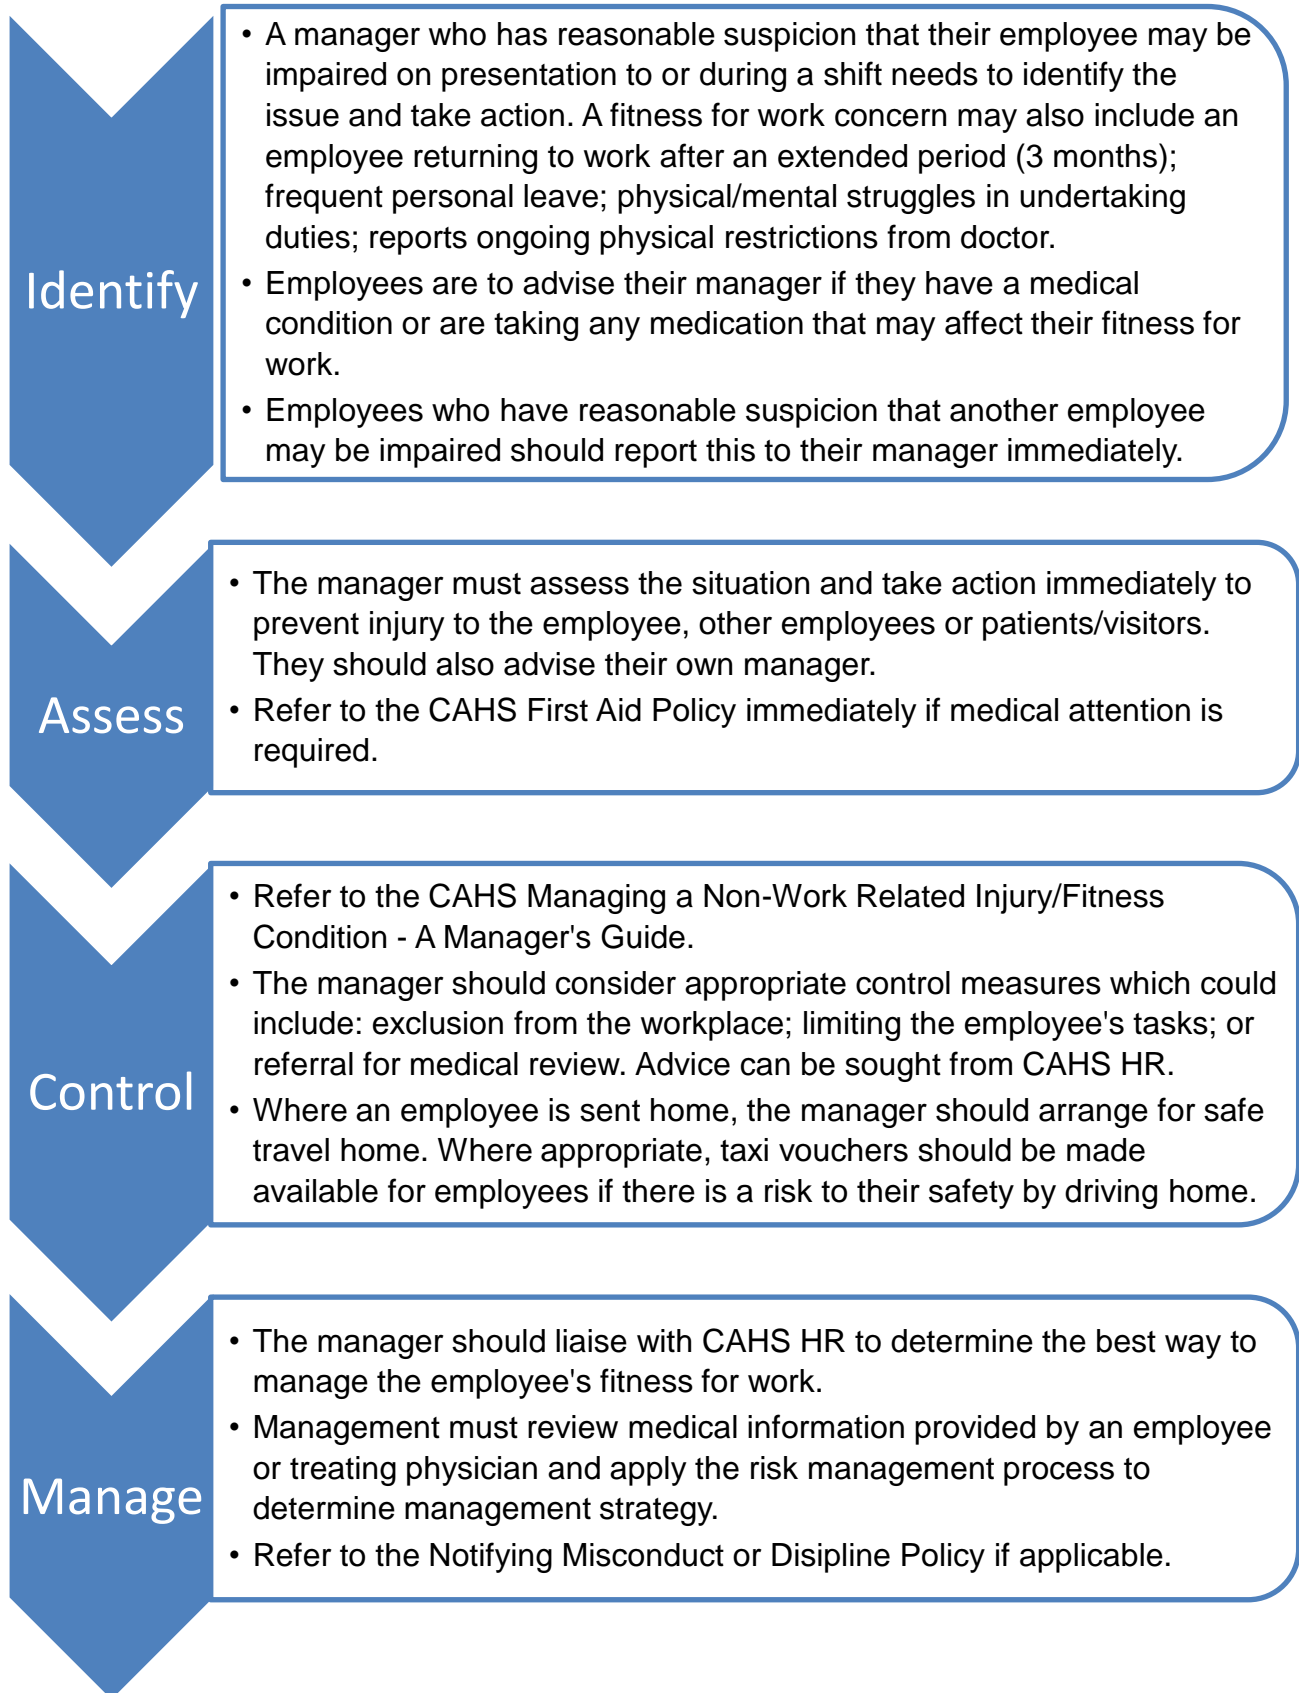 Identify
• A manager who has reasonable suspicion that their employee may be
impaired on presentation to or during a shift needs to identify the
issue and take action. A fitness for work concern may also include an
employee returning to work after an extended period (3 months);
frequent personal leave; physical/mental struggles in undertaking
duties; reports ongoing physical restrictions from doctor.
• Employees are to advise their manager if they have a medical
condition or are taking any medication that may affect their fitness for
work.
• Employees who have reasonable suspicion that another employee
may be impaired should report this to their manager immediately.
Assess
• The manager must assess the situation and take action immediately to
prevent injury to the employee, other employees or patients/visitors.
They should also advise their own manager.
• Refer to the CAHS First Aid Policy immediately if medical attention is
required.
Control
• Refer to the CAHS Managing a Non-Work Related Injury/Fitness
Condition - A Manager's Guide.
• The manager should consider appropriate control measures which could
include: exclusion from the workplace; limiting the employee's tasks; or
referral for medical review. Advice can be sought from CAHS HR.
• Where an employee is sent home, the manager should arrange for safe
travel home. Where appropriate, taxi vouchers should be made
available for employees if there is a risk to their safety by driving home.
Manage
• The manager should liaise with CAHS HR to determine the best way to
manage the employee's fitness for work.
• Management must review medical information provided by an employee
or treating physician and apply the risk management process to
determine management strategy.
• Refer to the Notifying Misconduct or Disipline Policy if applicable.